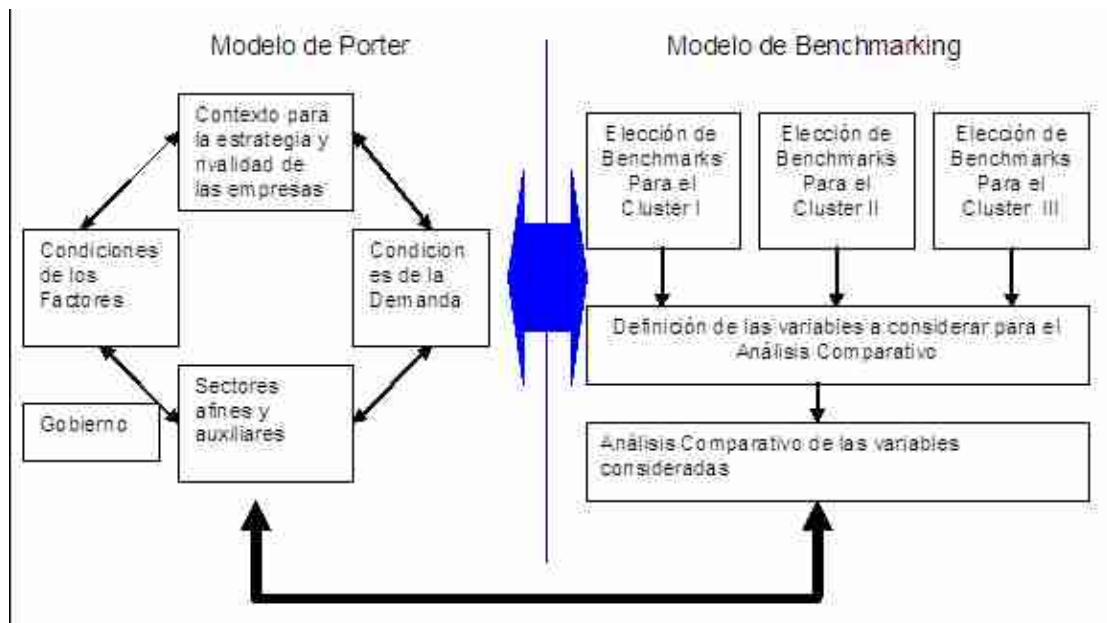 Modelo de Porter
Contexto para
la estrategia y
rivalidad de
las empresas
Condiciones
de los
Factores
Condicion
es de la
Demanda
Sectores
afines y
auxiliares
Gobierno
Modelo de Benchmarking
Elección de
Benchmarks
Para el
Cluster I
Elección de
Benchmarks
Para el
Cluster II
Elección de
Benchmarks
Para el
Cluster III
Definición de las variables a considerar para el
Análisis Comparativo
Análisis Comparativo de las variables
consideradas